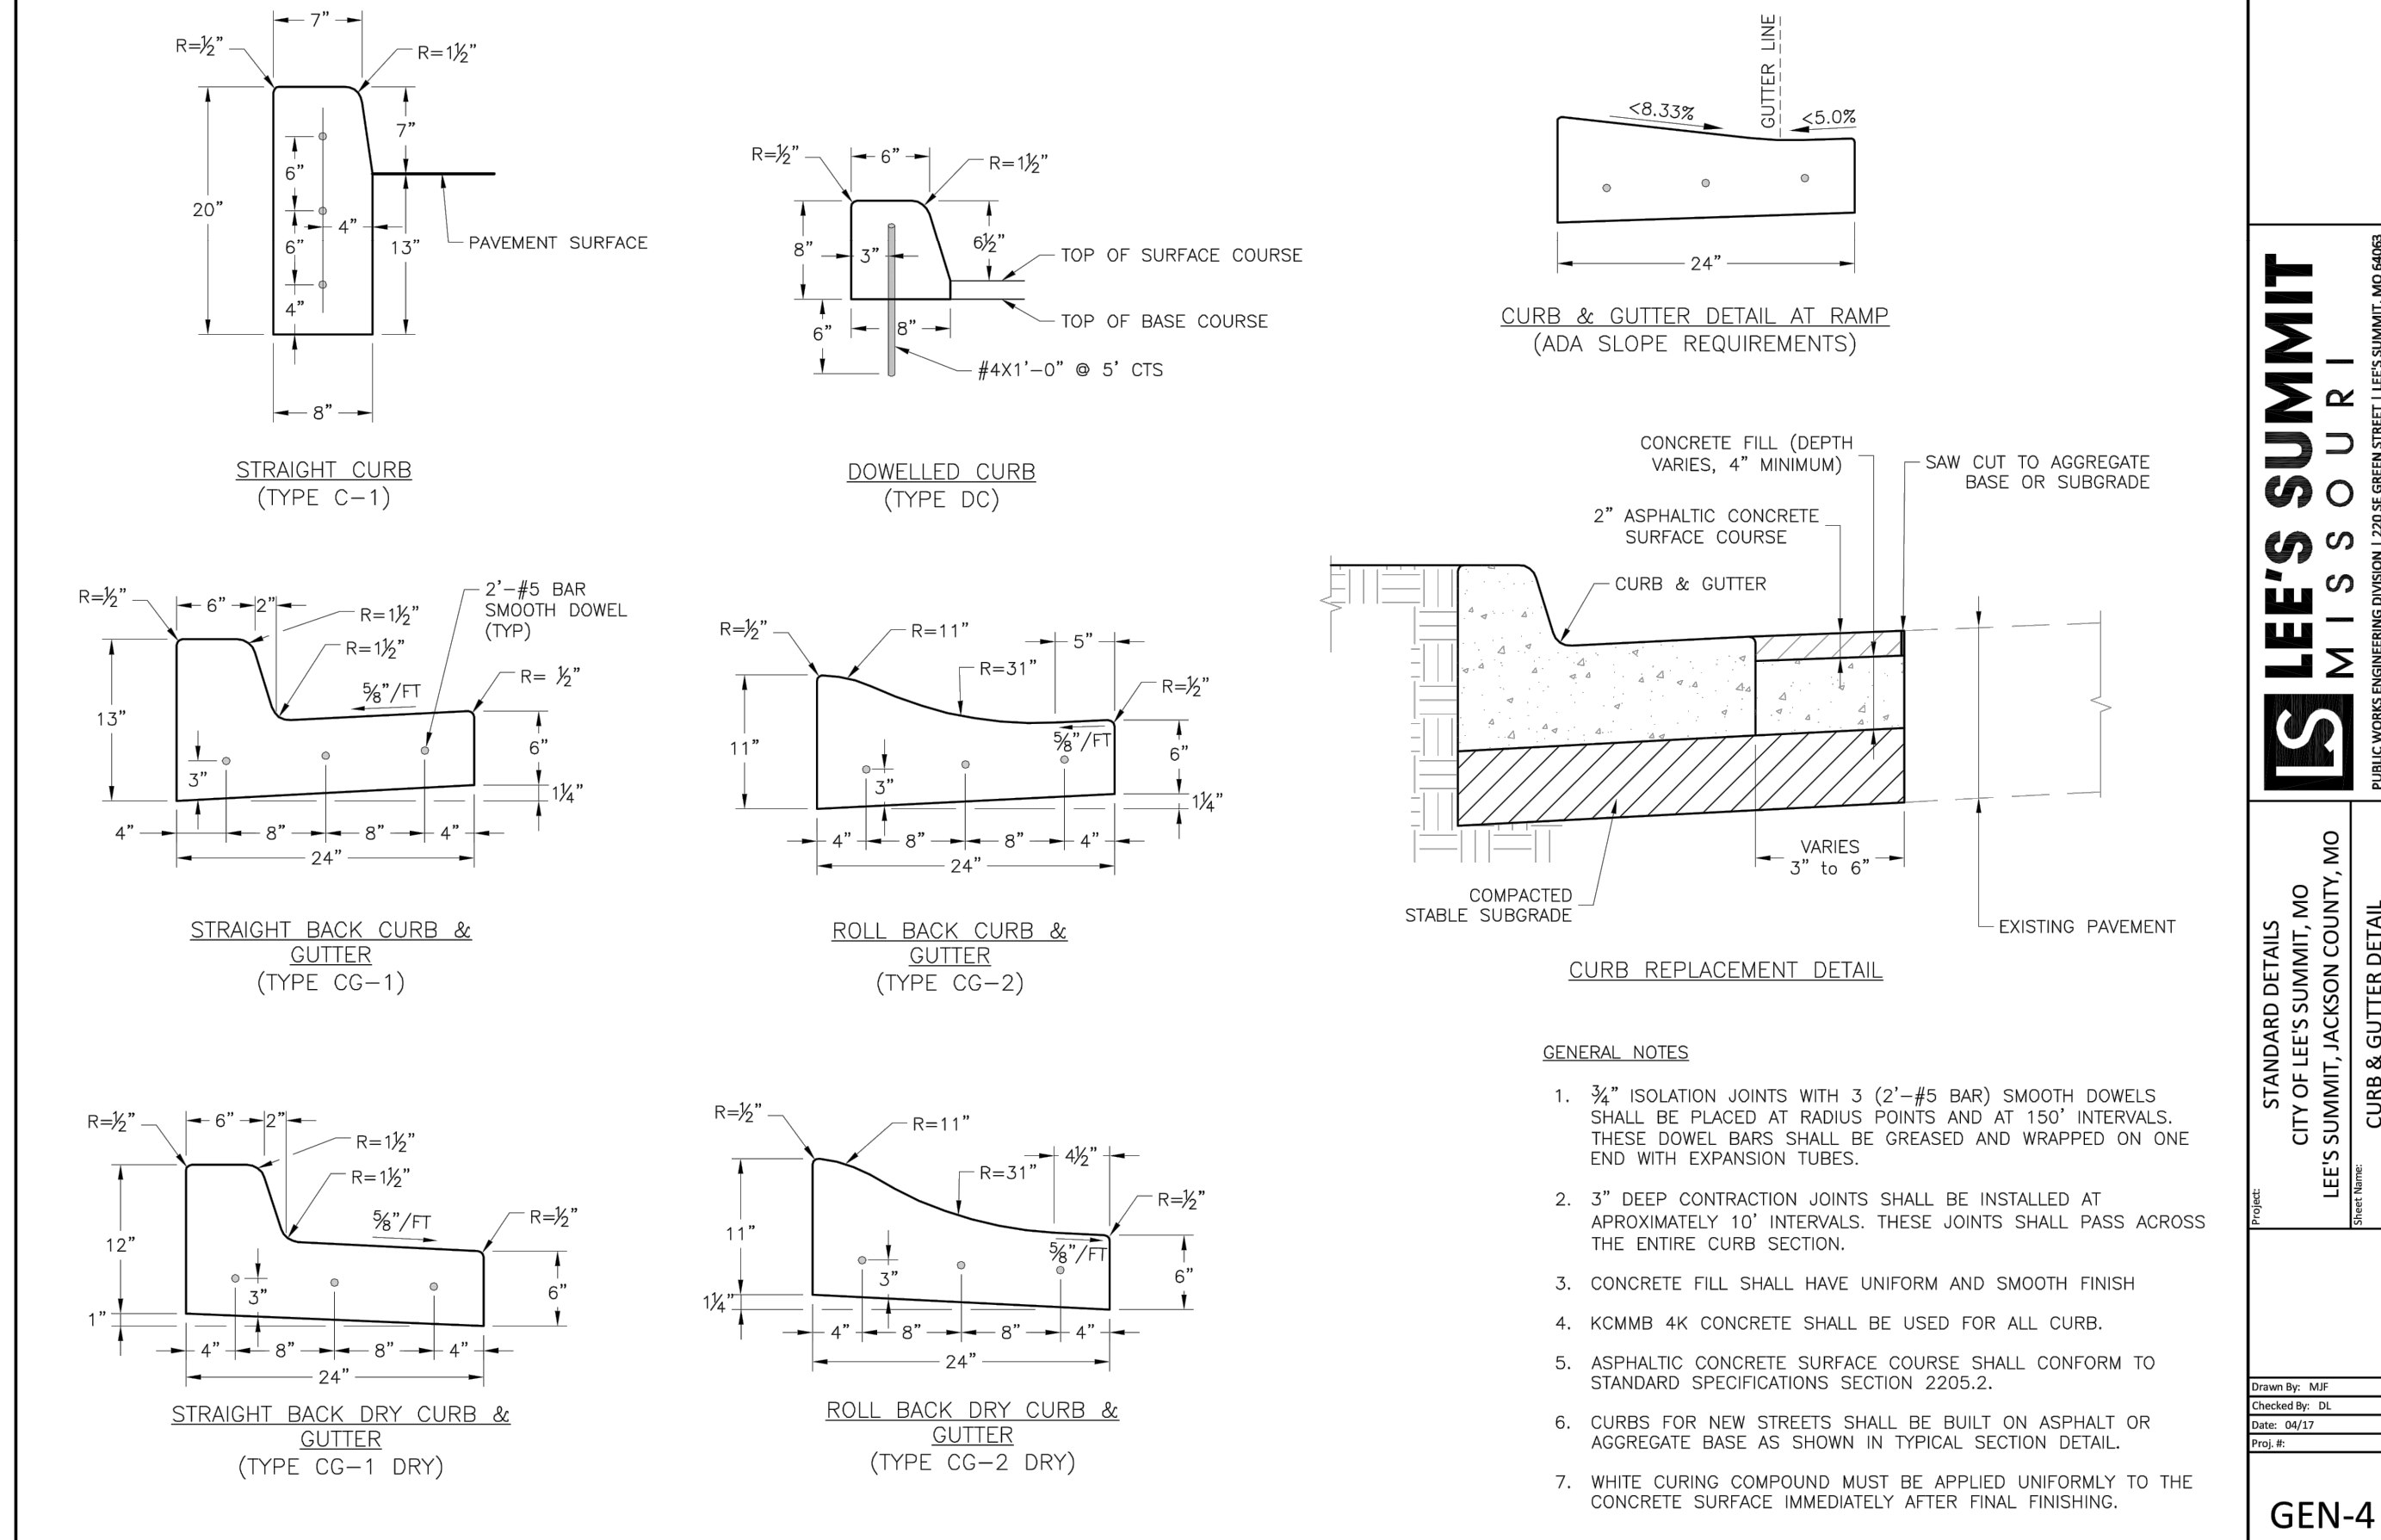 7"
R=½"
R=1½"
7"
6"
20"
4"
6"
13"
PAVEMENT SURFACE
4"
8"
STRAIGHT CURB
(TYPE C-1)
R=½"
6"
R=1½"
8"
3"
6½"
TOP OF SURFACE COURSE
TOP OF BASE COURSE
6"
8"
#4X1'-0" @ 5' CTS
DOWELLED CURB
(TYPE DC)
GUTTER LINE
<8.33%
<5.0%
24"
CURB & GUTTER DETAIL AT RAMP
(ADA SLOPE REQUIREMENTS)
R=½"
6"
2"
R=1½"
R=1½"
2'-#5 BAR
SMOOTH DOWEL
(TYP)
R= ½"
⅝"/FT
13"
3"
6"
1¼"
4"
8"
8"
4"
24"
STRAIGHT BACK CURB &
GUTTER
(TYPE CG-1)
R=½"
R=11"
R=31"
5"
R=½"
⅝"/FT
11"
3"
6"
1¼"
4"
8"
8"
4"
24"
ROLL BACK CURB &
GUTTER
(TYPE CG-2)
CONCRETE FILL (DEPTH
VARIES, 4" MINIMUM)
SAW CUT TO AGGREGATE
BASE OR SUBGRADE
2" ASPHALTIC CONCRETE
SURFACE COURSE
CURB & GUTTER
VARIES
3" to 6"
COMPACTED
STABLE SUBGRADE
EXISTING PAVEMENT
CURB REPLACEMENT DETAIL
R=½"
6"
2"
R=1½"
R=1½"
⅝"/FT
R=½"
12"
3"
6"
1"
4"
8"
8"
4"
24"
STRAIGHT BACK DRY CURB &
GUTTER
(TYPE CG-1 DRY)
R=½"
R=11"
R=31"
4½"
R=½"
⅝"/FT
11"
3"
6"
1¼"
4"
8"
8"
4"
24"
ROLL BACK DRY CURB &
GUTTER
(TYPE CG-2 DRY)
GENERAL NOTES
1. ¾" ISOLATION JOINTS WITH 3 (2'-#5 BAR) SMOOTH DOWELS
SHALL BE PLACED AT RADIUS POINTS AND AT 150' INTERVALS.
THESE DOWEL BARS SHALL BE GREASED AND WRAPPED ON ONE
END WITH EXPANSION TUBES.
2. 3" DEEP CONTRACTION JOINTS SHALL BE INSTALLED AT
APROXIMATELY 10' INTERVALS. THESE JOINTS SHALL PASS ACROSS
THE ENTIRE CURB SECTION.
3. CONCRETE FILL SHALL HAVE UNIFORM AND SMOOTH FINISH
4. KCMMB 4K CONCRETE SHALL BE USED FOR ALL CURB.
5. ASPHALTIC CONCRETE SURFACE COURSE SHALL CONFORM TO
STANDARD SPECIFICATIONS SECTION 2205.2.
6. CURBS FOR NEW STREETS SHALL BE BUILT ON ASPHALT OR
AGGREGATE BASE AS SHOWN IN TYPICAL SECTION DETAIL.
7. WHITE CURING COMPOUND MUST BE APPLIED UNIFORMLY TO THE
CONCRETE SURFACE IMMEDIATELY AFTER FINAL FINISHING.
LS LEE'S SUMMIT
MISSOURI
PUBLIC WORKS ENGINEERING DIVISION | 220 SE GREEN STREET | LEE'S SUMMIT, MO 64063
Project:
STANDARD DETAILS
CITY OF LEE'S SUMMIT, MO
LEE'S SUMMIT, JACKSON COUNTY, MO
Sheet Name:
CURB & GUTTER DETAIL
Drawn By: MJF
Checked By: DL
Date: 04/17
Proj. #:
GEN-4